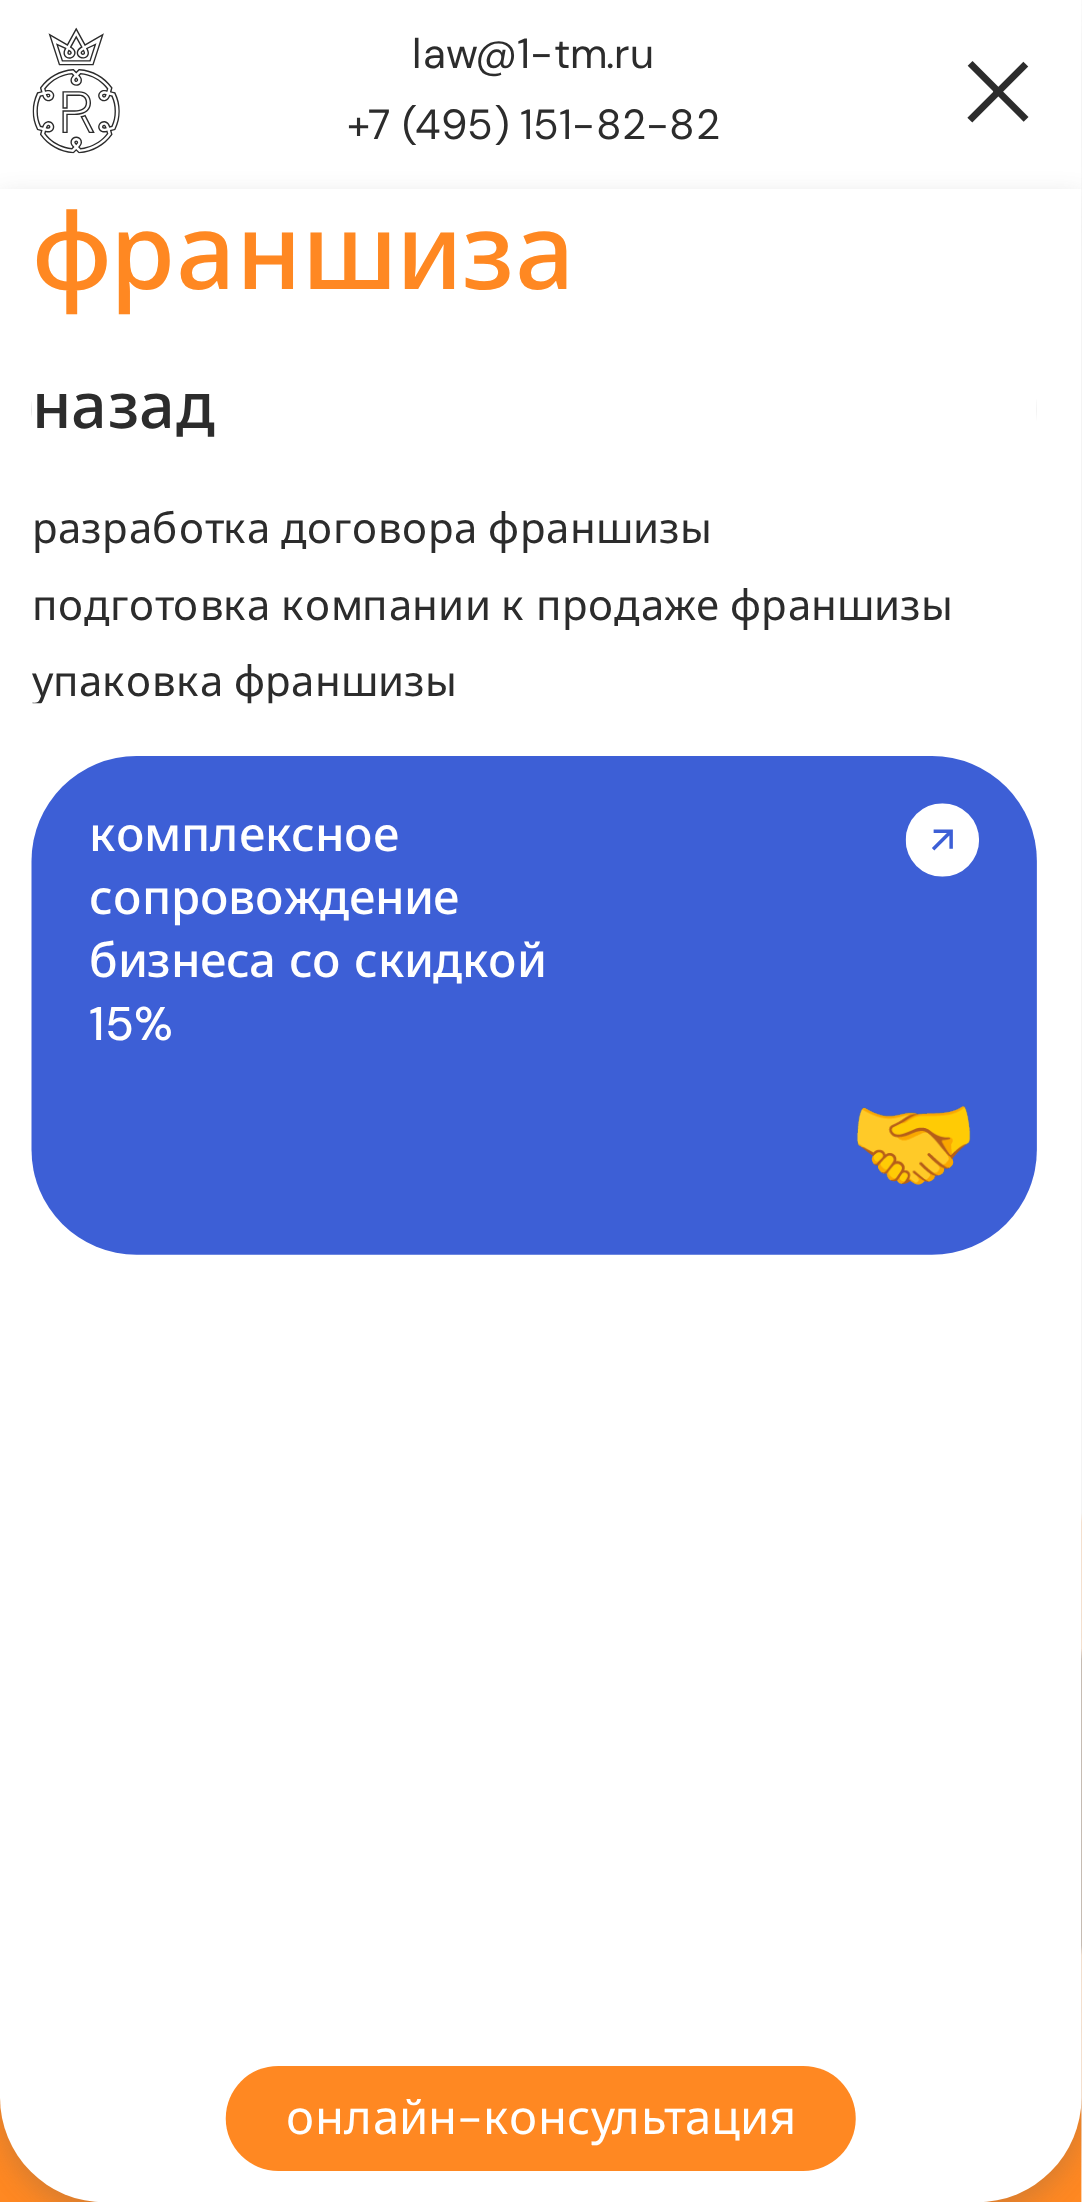 R
law@1-tm.ru
+7 (495) 151-82-82
франшиза
назад
разработка договора франшизы
подготовка компании к продаже франшизы
упаковка франшизы
комплексное
сопровождение
бизнеса со скидкой
15%
онлайн-консультация